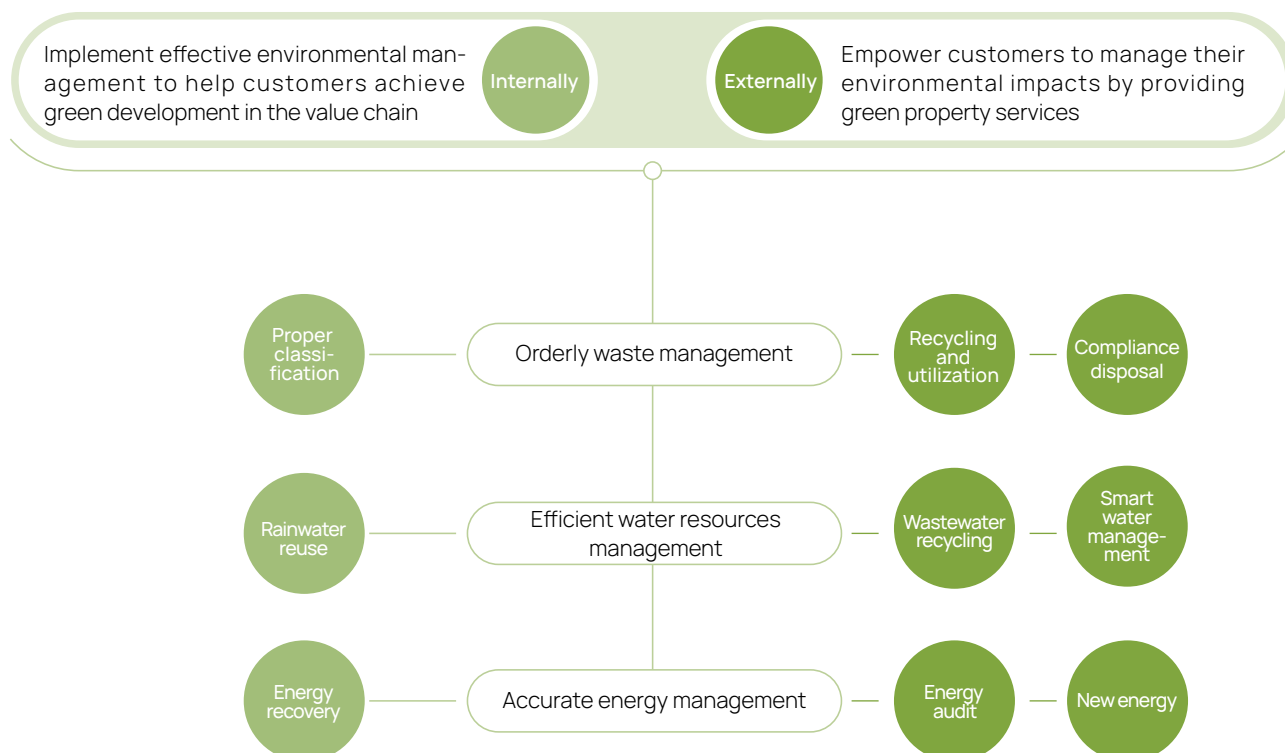 Implement effective environmental man-
agement to help customers achieve
green development in the value chain
Internally
Externally
Empower customers to manage their
environmental impacts by providing
green property services
Proper
classi-
fication
Orderly waste management
Recycling
and
utilization
Compliance
disposal
Rainwater
reuse
Efficient water resources
management
Wastewater
recycling
Smart
water
manage-
ment
Energy
recovery
Accurate energy management
Energy
audit
New energy